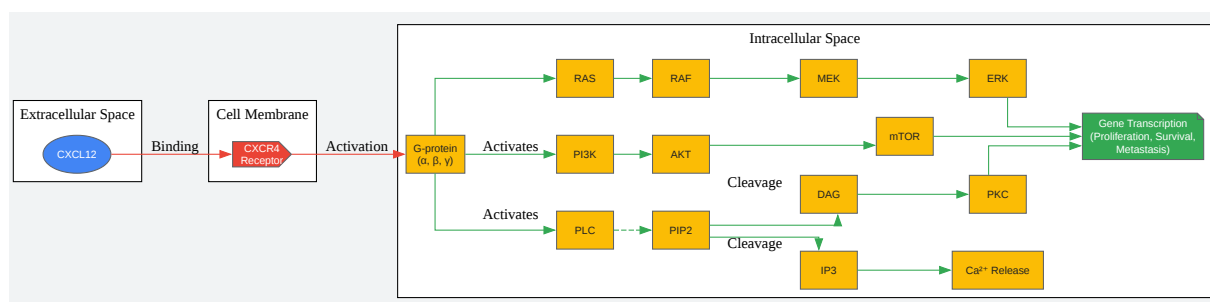 Intracellular Space
RAS
RAF
MEK
ERK
Extracellular Space
CXCL12
Binding
Cell Membrane
CXCR4
Receptor
Activation
G-protein
(α, β, γ)
Activates
PI3K
AKT
mTOR
Gene Transcription
(Proliferation, Survival,
Metastasis)
Cleavage
DAG
PKC
Activates
PLC
PIP2
Cleavage
IP3
Ca²⁺ Release